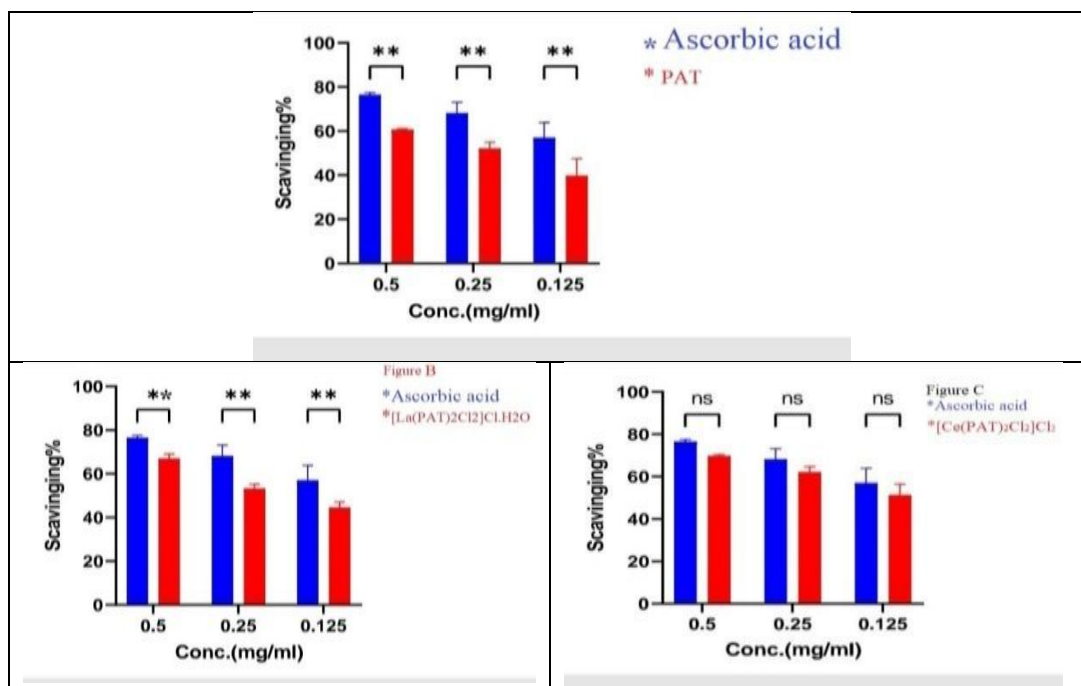 * Ascorbic acid
* PAT
** ** **
100
80
60
40
20
0
Scavinging%
0.5 0.25 0.125
Conc.(mg/ml)
Figure B
*Ascorbic acid
*[La(PAT)2Cl2]Cl.H2O
** ** **
100
80
60
40
20
0
Scavinging%
0.5 0.25 0.125
Conc.(mg/ml)
Figure C
*Ascorbic acid
*[Ce(PAT)₂Cl₂]Cl₂
ns ns ns
100
80
60
40
20
0
Scavinging%
0.5 0.25 0.125
Conc.(mg/ml)